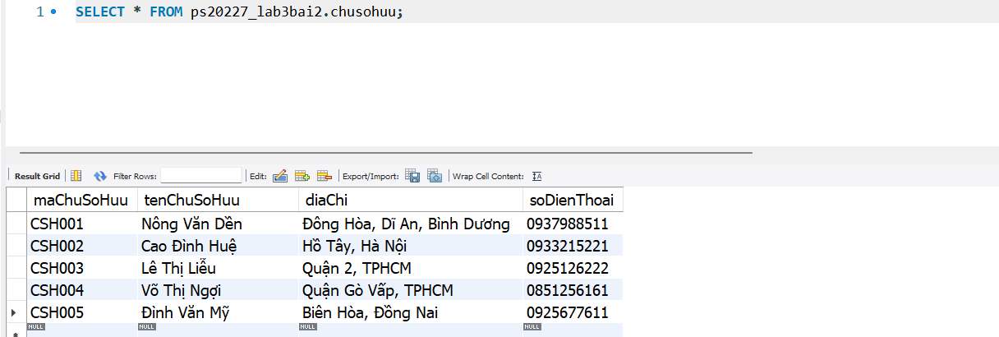 1 SELECT * FROM ps20227_lab3bai2.chusohuu;
Result Grid Filter Rows: Edit: Export/Import: Wrap Cell Content:
maChuSoHuu tenChuSoHuu diaChi soDienThoai
CSH001 Nông Văn Dền Đông Hòa, Dĩ An, Bình Dương 0937988511
CSH002 Cao Đình Huệ Hồ Tây, Hà Nội 0933215221
CSH003 Lê Thị Liễu Quận 2, TPHCM 0925126222
CSH004 Võ Thị Ngợi Quận Gò Vấp, TPHCM 0851256161
CSH005 Đình Văn Mỹ Biên Hòa, Đồng Nai 0925677611
NULL NULL NULL NULL